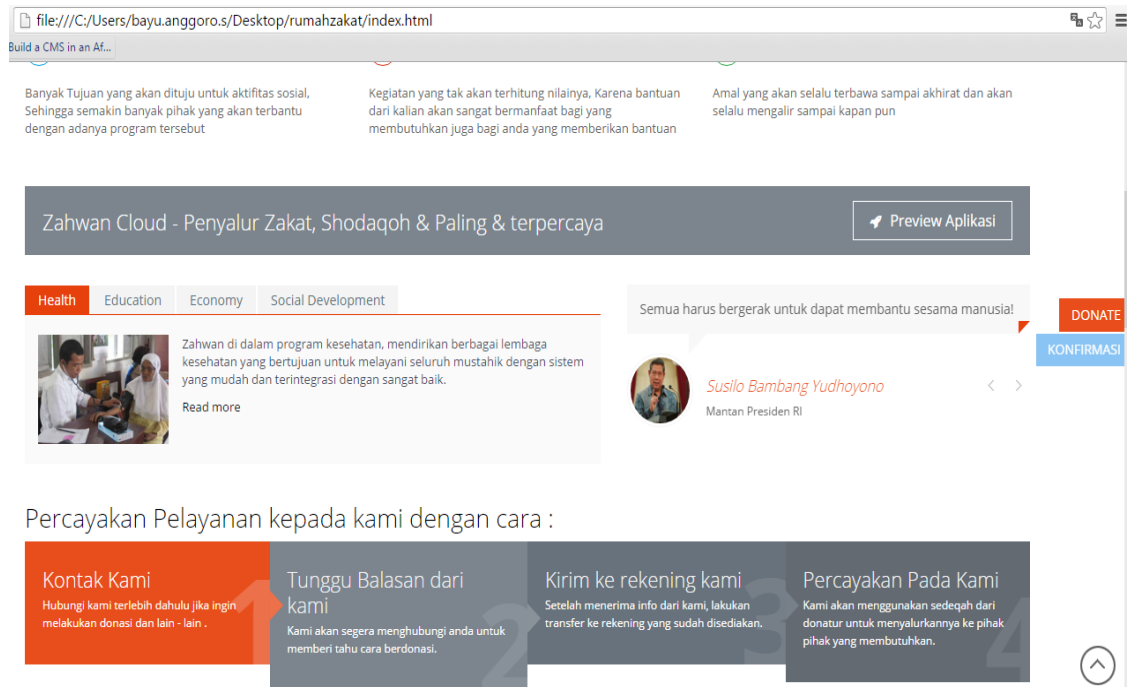 file:///C:/Users/bayu.anggoro.s/Desktop/rumahzakat/index.html
Build a CMS in an Af...
Banyak Tujuan yang akan dituju untuk aktifitas sosial,
Sehingga semakin banyak pihak yang akan terbantu
dengan adanya program tersebut
Kegiatan yang tak akan terhitung nilainya, Karena bantuan
dari kalian akan sangat bermanfaat bagi yang
membutuhkan juga bagi anda yang memberikan bantuan
Amal yang akan selalu terbawa sampai akhirat dan akan
selalu mengalir sampai kapan pun
Zahwan Cloud - Penyalur Zakat, Shodaqoh & Paling & terpercaya
Preview Aplikasi
Health
Education
Economy
Social Development
Zahwan di dalam program kesehatan, mendirikan berbagai lembaga
kesehatan yang bertujuan untuk melayani seluruh mustahik dengan sistem
yang mudah dan terintegrasi dengan sangat baik.
Read more
Semua harus bergerak untuk dapat membantu sesama manusia!
Susilo Bambang Yudhoyono
Mantan Presiden RI
DONATE
KONFIRMASI
Percayakan Pelayanan kepada kami dengan cara :
Kontak Kami
Hubungi kami terlebih dahulu jika ingin
melakukan donasi dan lain - lain .
1
Tunggu Balasan dari
kami
Kami akan segera menghubungi anda untuk
memberi tahu cara berdonasi.
2
Kirim ke rekening kami
Setelah menerima info dari kami, lakukan
transfer ke rekening yang sudah disediakan.
3
Percayakan Pada Kami
Kami akan menggunakan sedeqah dari
donatur untuk menyalurkannya ke pihak
pihak yang membutuhkan.
4